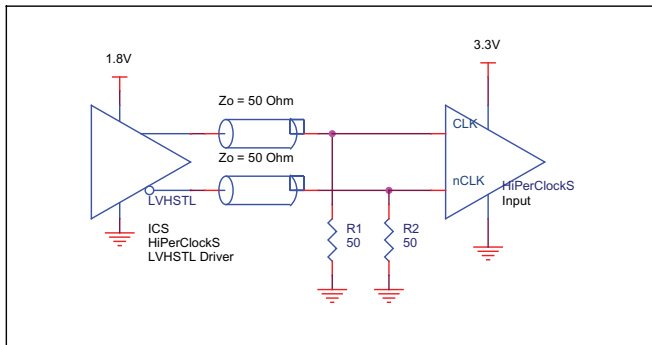 1.8V
3.3V
Zo = 50 Ohm
CLK
Zo = 50 Ohm
nCLK
HiPerClockS
Input
LVHSTL
ICS
HiPerClockS
LVHSTL Driver
R1
50
R2
50